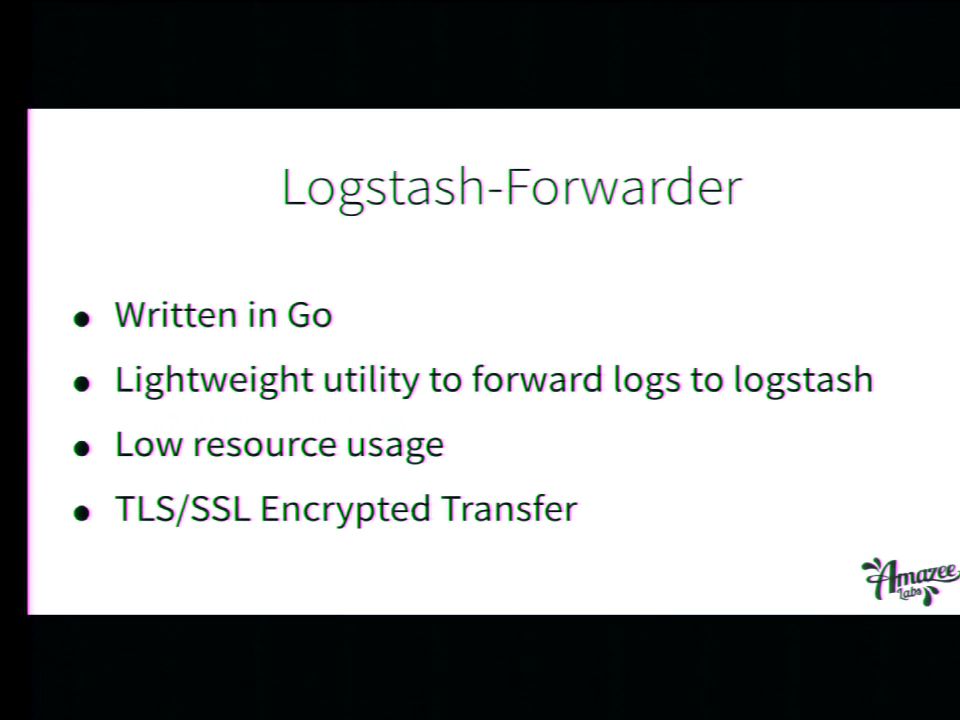 Logstash-Forwarder
● Written in Go
● Lightweight utility to forward logs to logstash
● Low resource usage
● TLS/SSL Encrypted Transfer
Amazee
Labs